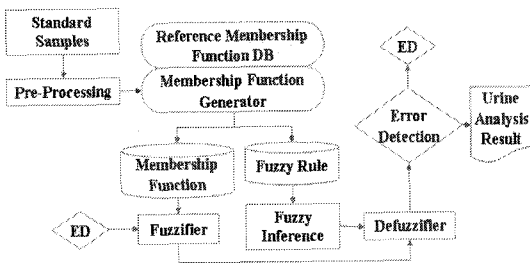 Standard
Samples
Pre-Processing
Reference Membership
Function DB
Membership Function
Generator
Membership
Function
Fuzzy Rule
ED
Fuzzifier
Fuzzy
Inference
Defuzzifier
Error
Detection
ED
Urine
Analysis
Result